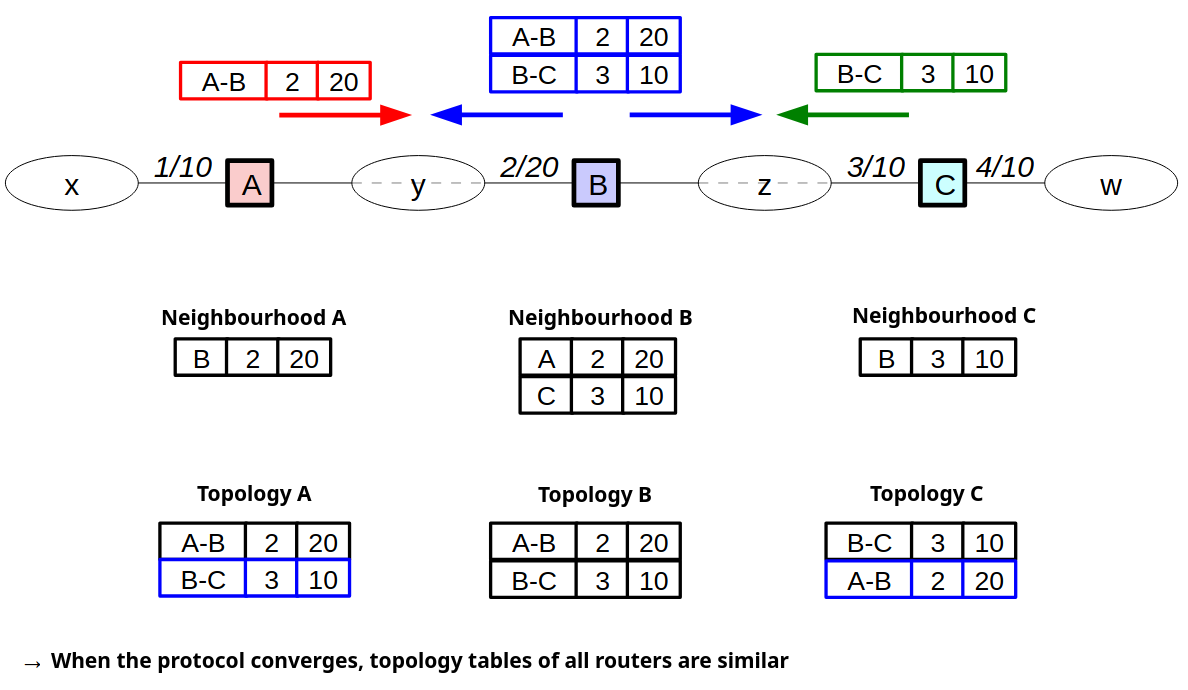 A-B 2 20
B-C 3 10
A-B 2 20
B-C 3 10
x 1/10 A y 2/20 B z 3/10 C 4/10 w
Neighbourhood A
B 2 20
Neighbourhood B
A 2 20
C 3 10
Neighbourhood C
B 3 10
Topology A
A-B 2 20
B-C 3 10
Topology B
A-B 2 20
B-C 3 10
Topology C
B-C 3 10
A-B 2 20
→ When the protocol converges, topology tables of all routers are similar